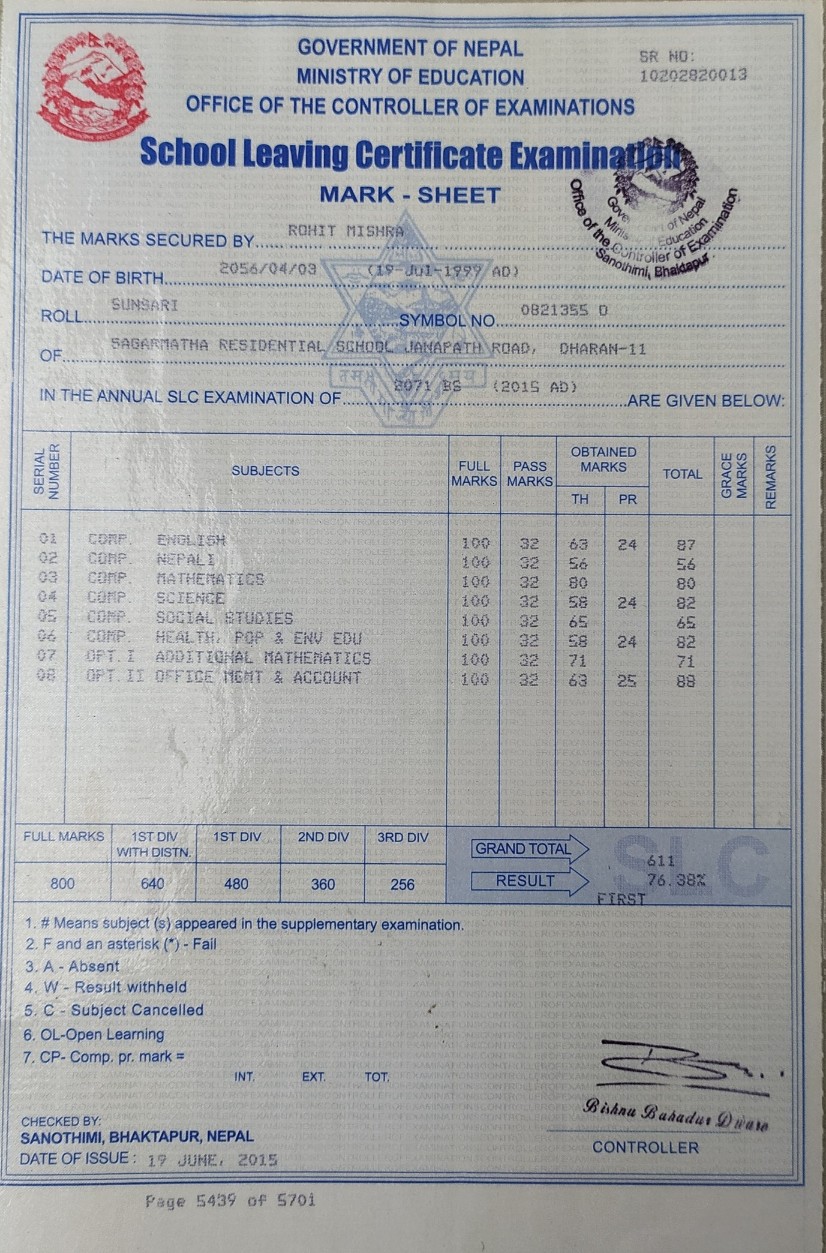 GOVERNMENT OF NEPAL
MINISTRY OF EDUCATION
OFFICE OF THE CONTROLLER OF EXAMINATIONS
SR NO:
10202820013
School Leaving Certificate Examination
MARK - SHEET
Government of Nepal
Ministry of Education
Office of the Controller of Examination
Sanothimi, Bhaktapur
THE MARKS SECURED BY...... ROHIT MISHRA
DATE OF BIRTH 2056/04/03 (19-Jul-1999 AD)
ROLL SUNSARI SYMBOL NO. 0821355 D
OF SAGARMATHA RESIDENTIAL SCHOOL JANAPATH ROAD, DHARAN-11
IN THE ANNUAL SLC EXAMINATION OF 2071 BS (2015 AD) ARE GIVEN BELOW:
SERIAL NUMBER SUBJECTS FULL MARKS PASS MARKS OBTAINED MARKS TH PR TOTAL GRACE MARKS REMARKS
01 COMP. ENGLISH 100 32 63 24 87
02 COMP. NEPALI 100 32 56 56
03 COMP. MATHEMATICS 100 32 80 80
04 COMP. SCIENCE 100 32 58 24 82
05 COMP. SOCIAL STUDIES 100 32 65 65
06 COMP. HEALTH, POP & ENV EDU 100 32 58 24 82
07 OPT.I ADDITIONAL MATHEMATICS 100 32 71 71
08 OPT.II OFFICE MGMT & ACCOUNT 100 32 63 25 88
FULL MARKS 1ST DIV WITH DISTN. 1ST DIV 2ND DIV 3RD DIV
800 640 480 360 256
SLC
GRAND TOTAL 611
RESULT 76.38%
FIRST
1. # Means subject (s) appeared in the supplementary examination.
2. F and an asterisk (*) - Fail
3. A - Absent
4. W - Result withheld
5. C - Subject Cancelled
6. OL-Open Learning
7. CP- Comp. pr. mark =
INT. EXT. TOT.
Bishnu Bahadur Dware
CONTROLLER
CHECKED BY:
SANOTHIMI, BHAKTAPUR, NEPAL
DATE OF ISSUE : 19 JUNE, 2015
Page 5439 of 5701